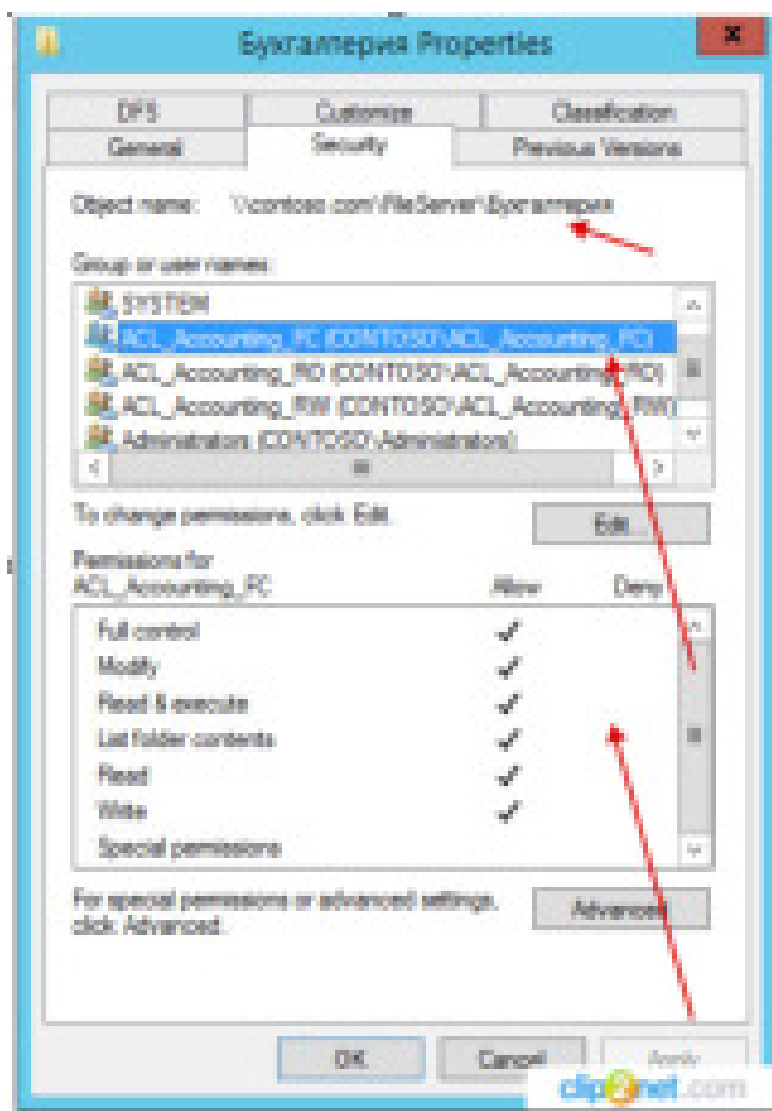 Бухгалтерия Properties
DFS Customize Classification
General Security Previous Versions
Object name: \\contoso.com\FileServer\Бухгалтерия
Group or user names:
SYSTEM
ACL_Accounting_FC (CONTOSO\ACL_Accounting_FC)
ACL_Accounting_RO (CONTOSO\ACL_Accounting_RO)
ACL_Accounting_RW (CONTOSO\ACL_Accounting_RW)
Administrators (CONTOSO\Administrators)
To change permissions, click Edit.
Edit...
Permissions for
ACL_Accounting_FC Allow Deny
Full control
Modify
Read & execute
List folder contents
Read
Write
Special permissions
For special permissions or advanced settings,
click Advanced.
Advanced
OK Cancel Apply
clip2net.com